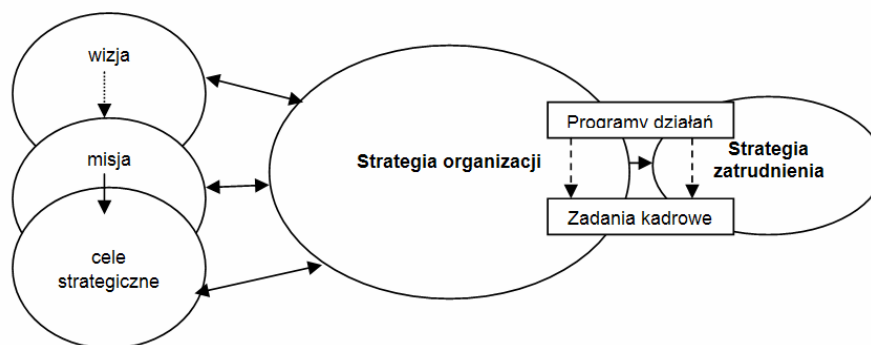 wizja
misja
cele
strategiczne
Strategia organizacji
Programy działań
Strategia
zatrudnienia
Zadania kadrowe